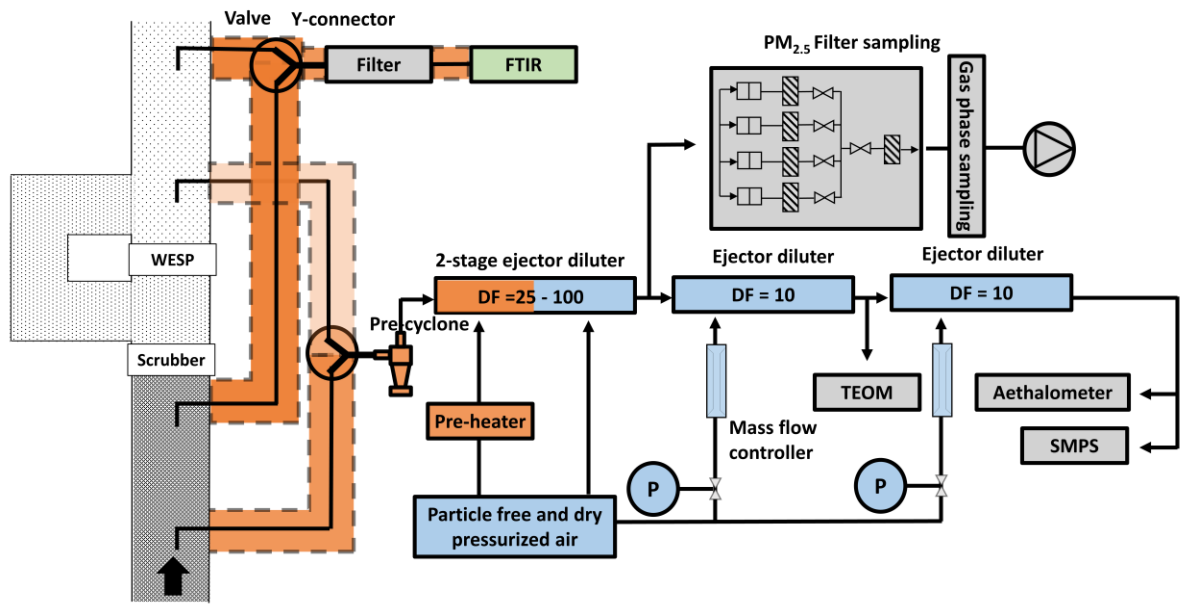 Valve
Y-connector
Filter
FTIR
PM2.5 Filter sampling
Gas phase sampling
WESP
Scrubber
2-stage ejector diluter
DF =25 - 100
Ejector diluter
DF = 10
Ejector diluter
DF = 10
Pre-cyclone
Pre-heater
TEOM
Aethalometer
SMPS
Mass flow
controller
P
P
Particle free and dry
pressurized air